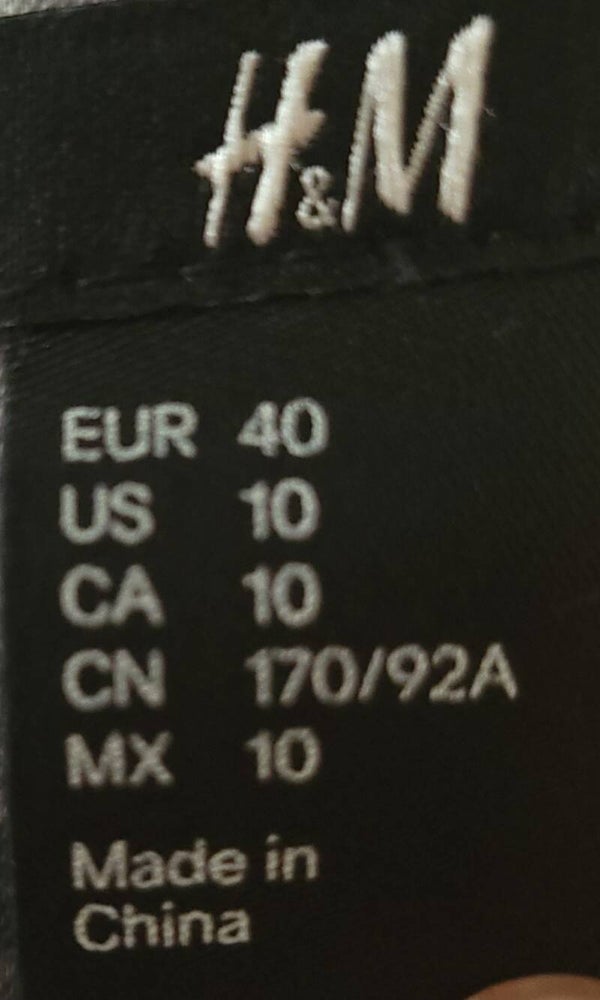 H&M
EUR 40
US 10
CA 10
CN 170/92A
MX 10
Made in
China